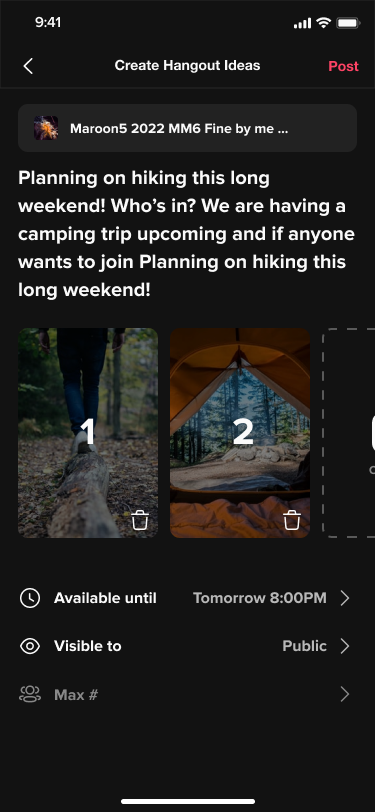 9:41
Create Hangout Ideas
Post
Maroon5 2022 MM6 Fine by me ...
Planning on hiking this long
weekend! Who's in? We are having a
camping trip upcoming and if anyone
wants to join Planning on hiking this
long weekend!
1
2
Available until
Tomorrow 8:00PM
Visible to
Public
Max #